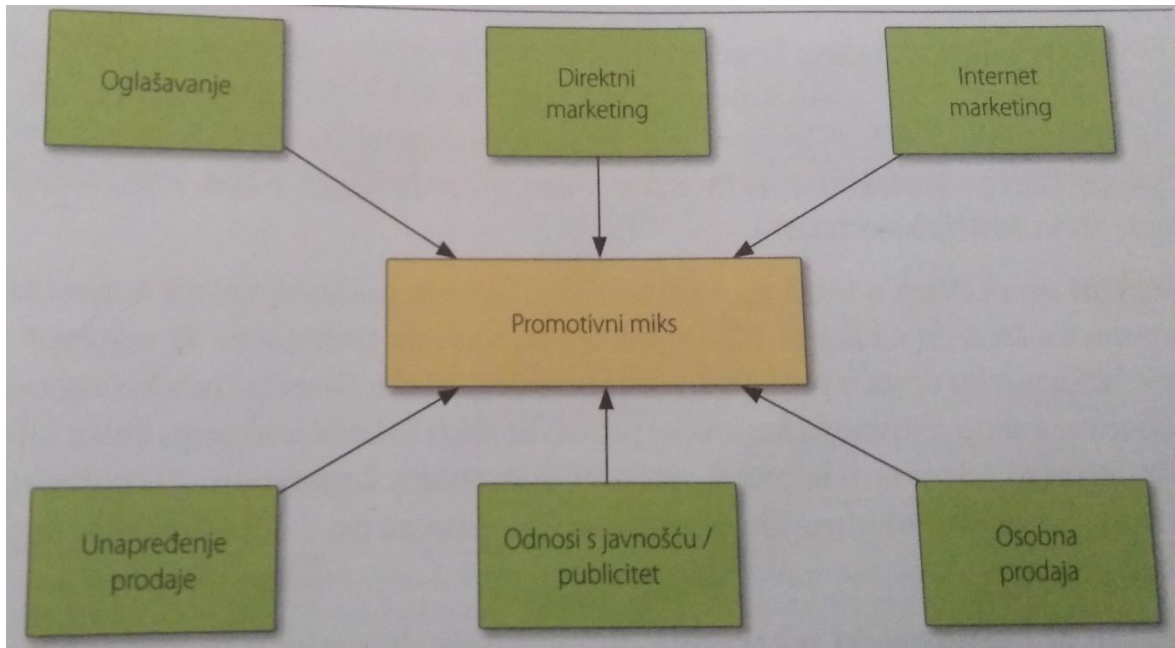 Oglašavanje
Direktni
marketing
Internet
marketing
Promotivni miks
Unapređenje
prodaje
Odnosi s javnošću /
publicitet
Osobna
prodaja